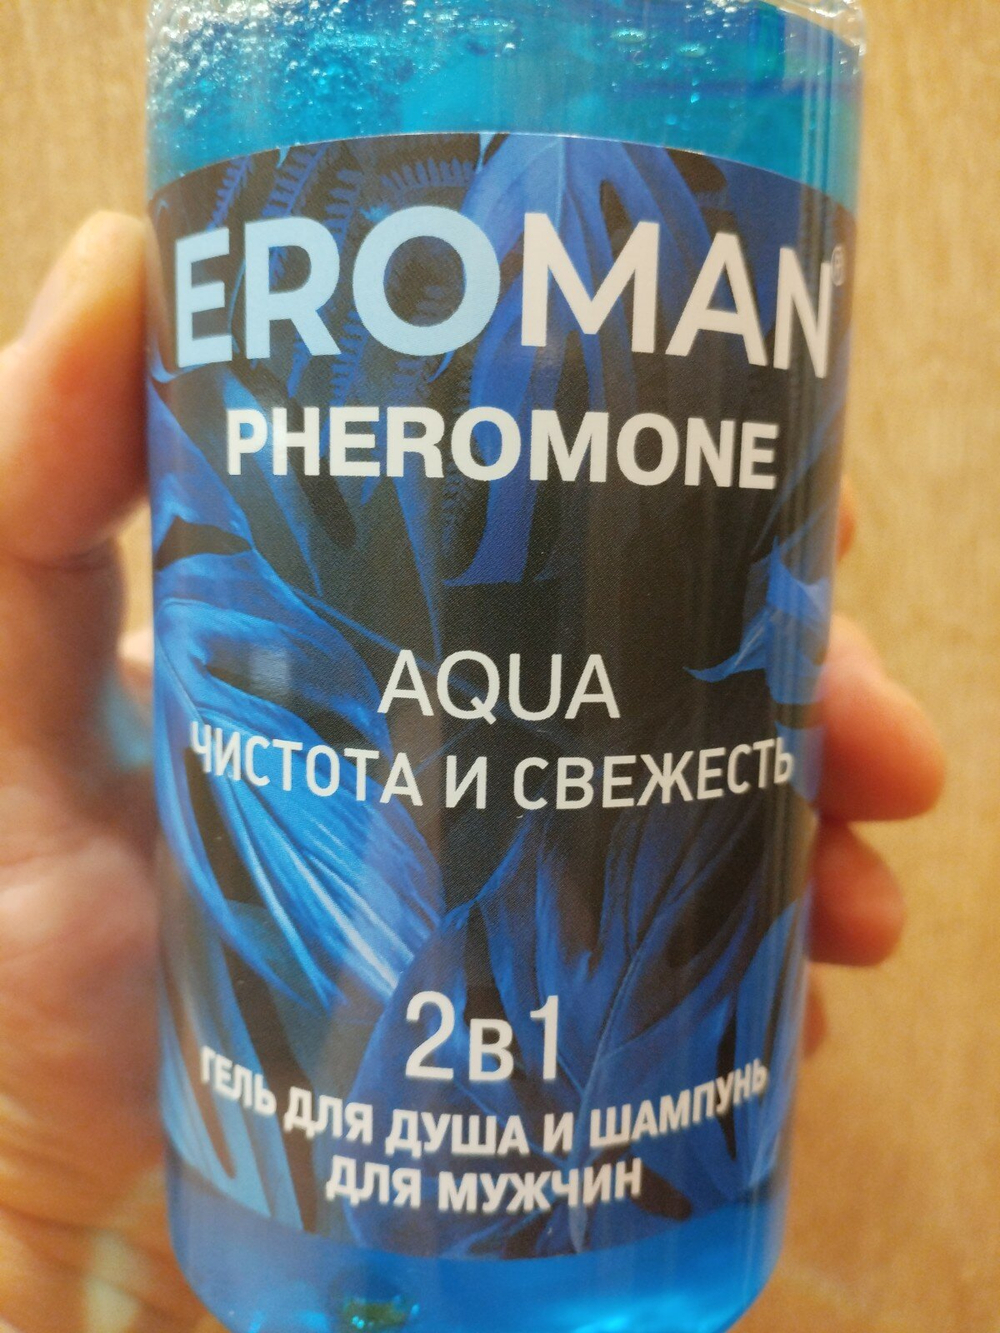 EROMAN®
PHEROMONE
AQUA
ЧИСТОТА И СВЕЖЕСТЬ
2в1
ГЕЛЬ ДЛЯ ДУША И ШАМПУНЬ
ДЛЯ МУЖЧИН